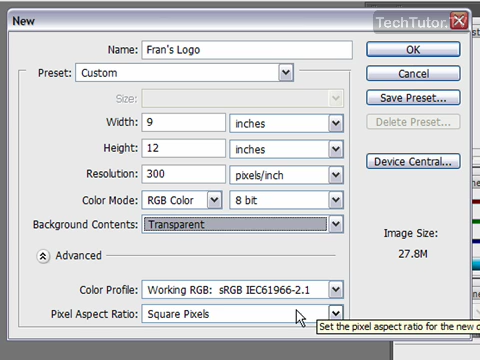 New
TechTutor.T
Name: Fran's Logo
OK
Preset: Custom
Cancel
Size:
Save Preset...
Width: 9 inches
Delete Preset...
Height: 12 inches
Resolution: 300 pixels/inch
Device Central...
Color Mode: RGB Color 8 bit
Background Contents: Transparent
Image Size:
27.8M
Advanced
Color Profile: Working RGB: sRGB IEC61966-2.1
Pixel Aspect Ratio: Square Pixels
Set the pixel aspect ratio for the new